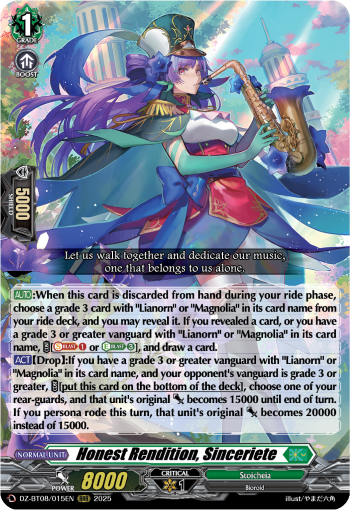 1
GRADE
BOOST
5000
SHIELD
Let us walk together and dedicate our music,
one that belongs to us alone.
AUTO:When this card is discarded from hand during your ride phase,
choose a grade 3 card with "Lianorn" or "Magnolia" in its card name from
your ride deck, and you may reveal it. If you revealed a card, or you have
a grade 3 or greater vanguard with "Lianorn" or "Magnolia" in its card
name, [SOUL BLAST 1 or ENERGY BLAST 3], and draw a card.
ACT[Drop]:If you have a grade 3 or greater vanguard with "Lianorn" or
"Magnolia" in its card name, and your opponent's vanguard is grade 3 or
greater, [put this card on the bottom of the deck], choose one of your
rear-guards, and that unit's original becomes 15000 until end of turn.
If you persona rode this turn, that unit's original becomes 20000
instead of 15000.
NORMAL UNIT
Honest Rendition, Sinceriete
POWER 8000
CRITICAL
1
Stoicheia
Bioroid
DZ-BT08/015EN RRR 2025
illust/やまだ六角